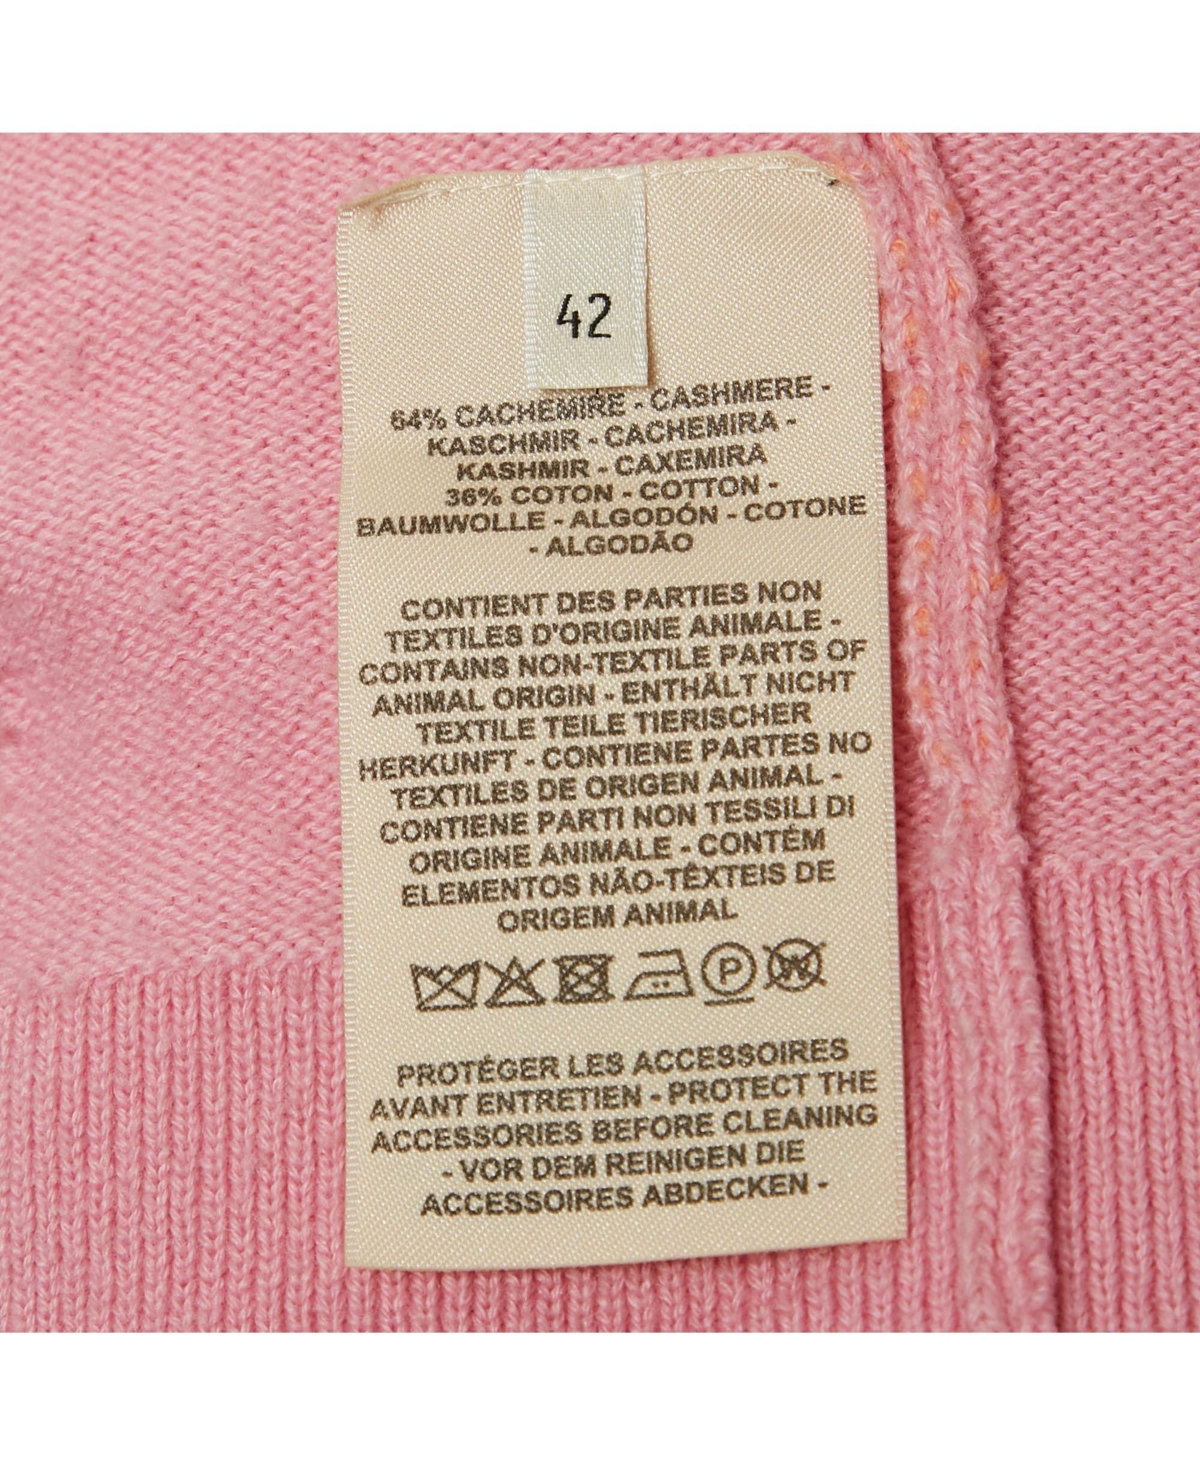 42
64% CACHEMIRE - CASHMERE -
KASCHMIR - CACHEMIRA -
KASHMIR - CAXEMIRA
36% COTON - COTTON -
BAUMWOLLE - ALGODÓN - COTONE
- ALGODÃO
CONTIENT DES PARTIES NON
TEXTILES D'ORIGINE ANIMALE -
CONTAINS NON-TEXTILE PARTS OF
ANIMAL ORIGIN - ENTHÄLT NICHT
TEXTILE TEILE TIERISCHER
HERKUNFT - CONTIENE PARTES NO
TEXTILES DE ORIGEN ANIMAL -
CONTIENE PARTI NON TESSILI DI
ORIGINE ANIMALE - CONTÉM
ELEMENTOS NÃO-TÊXTEIS DE
ORIGEM ANIMAL
P W
PROTÉGER LES ACCESSOIRES
AVANT ENTRETIEN - PROTECT THE
ACCESSORIES BEFORE CLEANING
- VOR DEM REINIGEN DIE
ACCESSOIRES ABDECKEN -